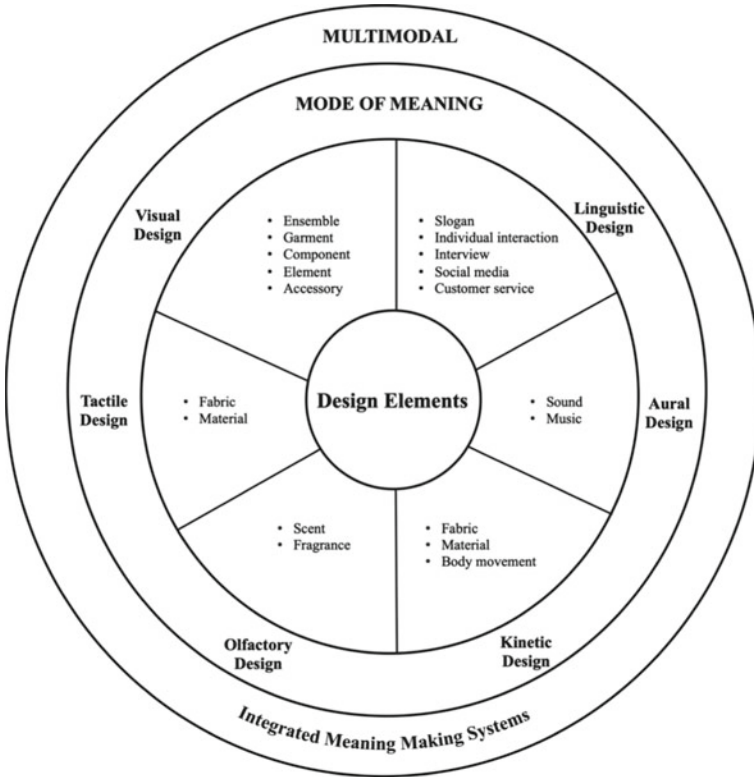 MULTIMODAL
MODE OF MEANING
Visual
Design
• Ensemble
• Garment
• Component
• Element
• Accessory
• Slogan
• Individual interaction
• Interview
• Social media
• Customer service
Linguistic
Design
Tactile
Design
• Fabric
• Material
Design Elements
• Sound
• Music
Aural
Design
• Scent
• Fragrance
• Fabric
• Material
• Body movement
Olfactory
Design
Kinetic
Design
Integrated Meaning Making Systems